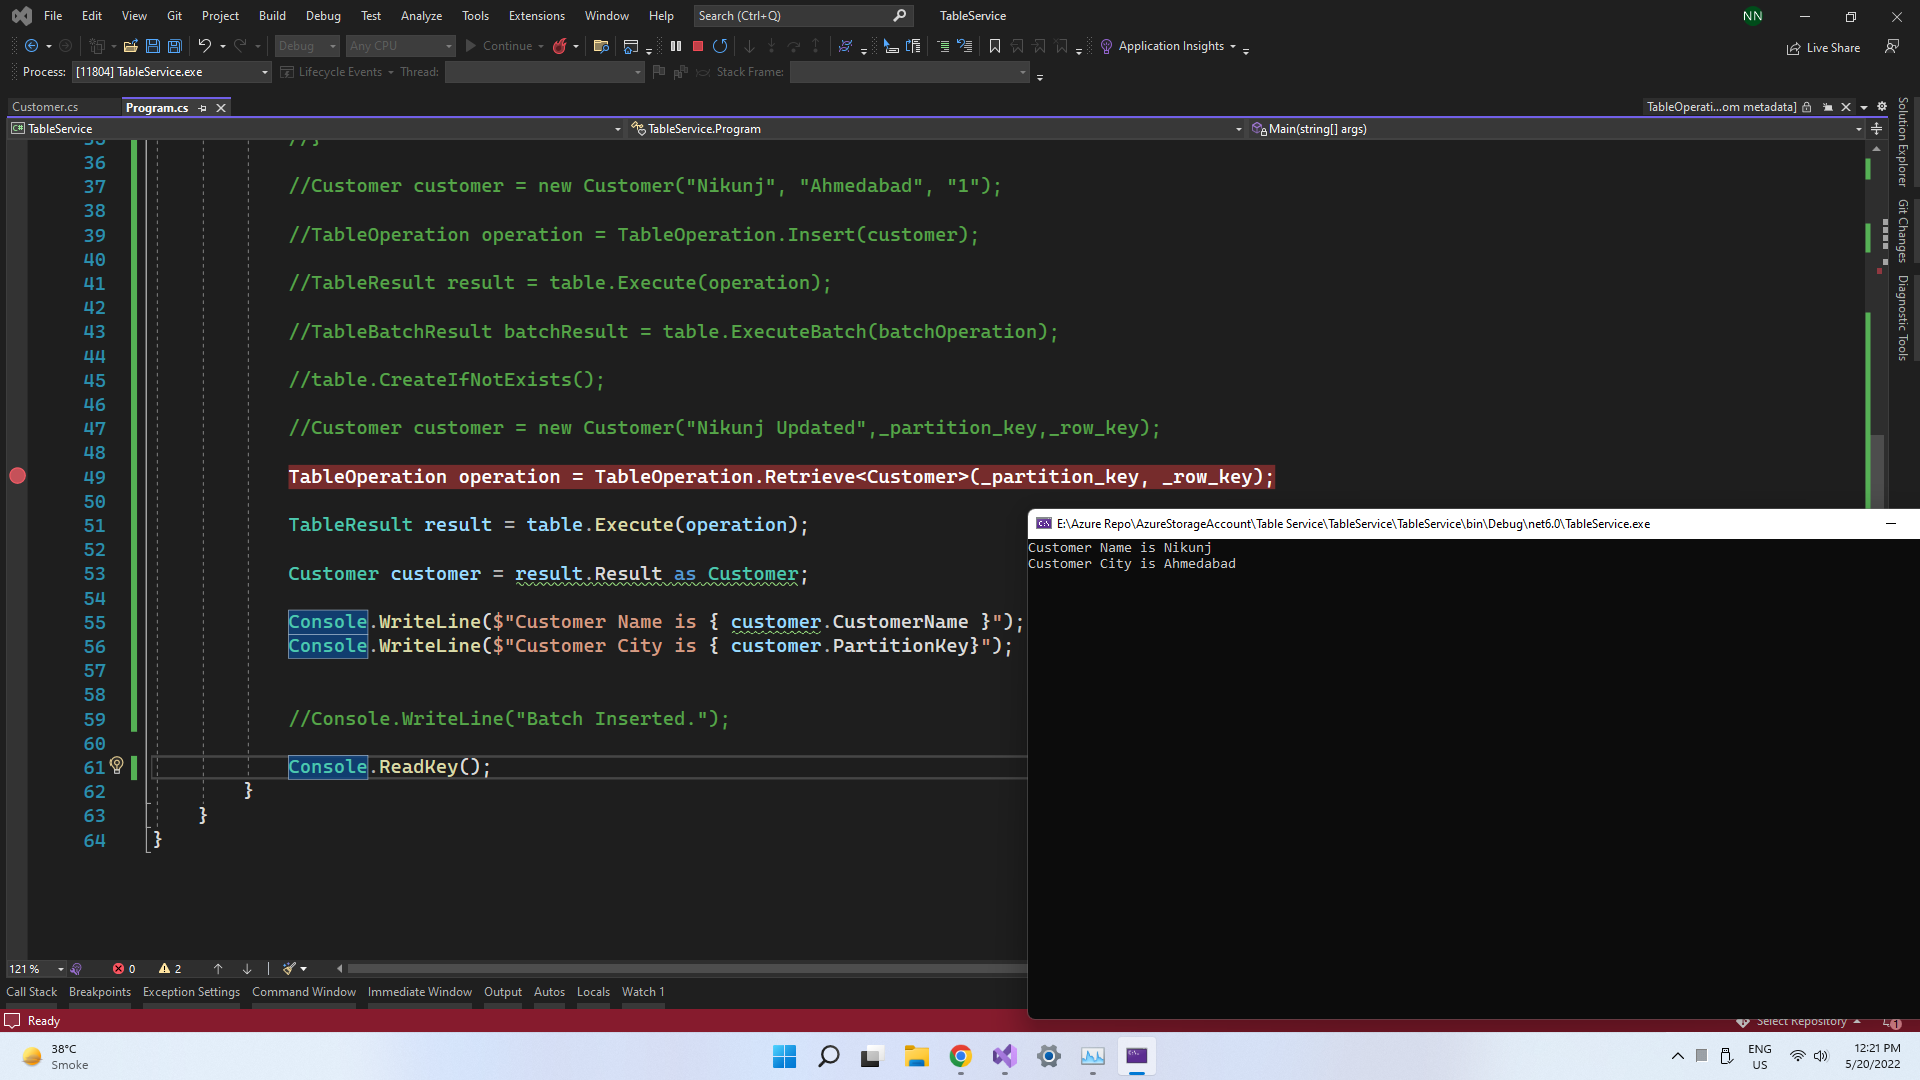 File Edit View Git Project Build Debug Test Analyze Tools Extensions Window Help Search (Ctrl+Q) TableService NN
Debug Any CPU Continue Application Insights Live Share
Process: [11804] TableService.exe Lifecycle Events Thread: Stack Frame:
Customer.cs Program.cs TableOperati...om metadata]
C# TableService TableService.Program Main(string[] args)
36
37 //Customer customer = new Customer("Nikunj", "Ahmedabad", "1");
38
39 //TableOperation operation = TableOperation.Insert(customer);
40
41 //TableResult result = table.Execute(operation);
42
43 //TableBatchResult batchResult = table.ExecuteBatch(batchOperation);
44
45 //table.CreateIfNotExists();
46
47 //Customer customer = new Customer("Nikunj Updated",_partition_key,_row_key);
48
49 TableOperation operation = TableOperation.Retrieve<Customer>(_partition_key, _row_key);
50
51 TableResult result = table.Execute(operation);
52
53 Customer customer = result.Result as Customer;
54
55 Console.WriteLine($"Customer Name is { customer.CustomerName }");
56 Console.WriteLine($"Customer City is { customer.PartitionKey}");
57
58
59 //Console.WriteLine("Batch Inserted.");
60
61 Console.ReadKey();
62 }
63 }
64 }
E:\Azure Repo\AzureStorageAccount\Table Service\TableService\TableService\bin\Debug\net6.0\TableService.exe
Customer Name is Nikunj
Customer City is Ahmedabad
Solution Explorer
Git Changes
Diagnostic Tools
121 % 0 2
Call Stack Breakpoints Exception Settings Command Window Immediate Window Output Autos Locals Watch 1
Ready Select Repository 1
38°C
Smoke
ENG
US
12:21 PM
5/20/2022